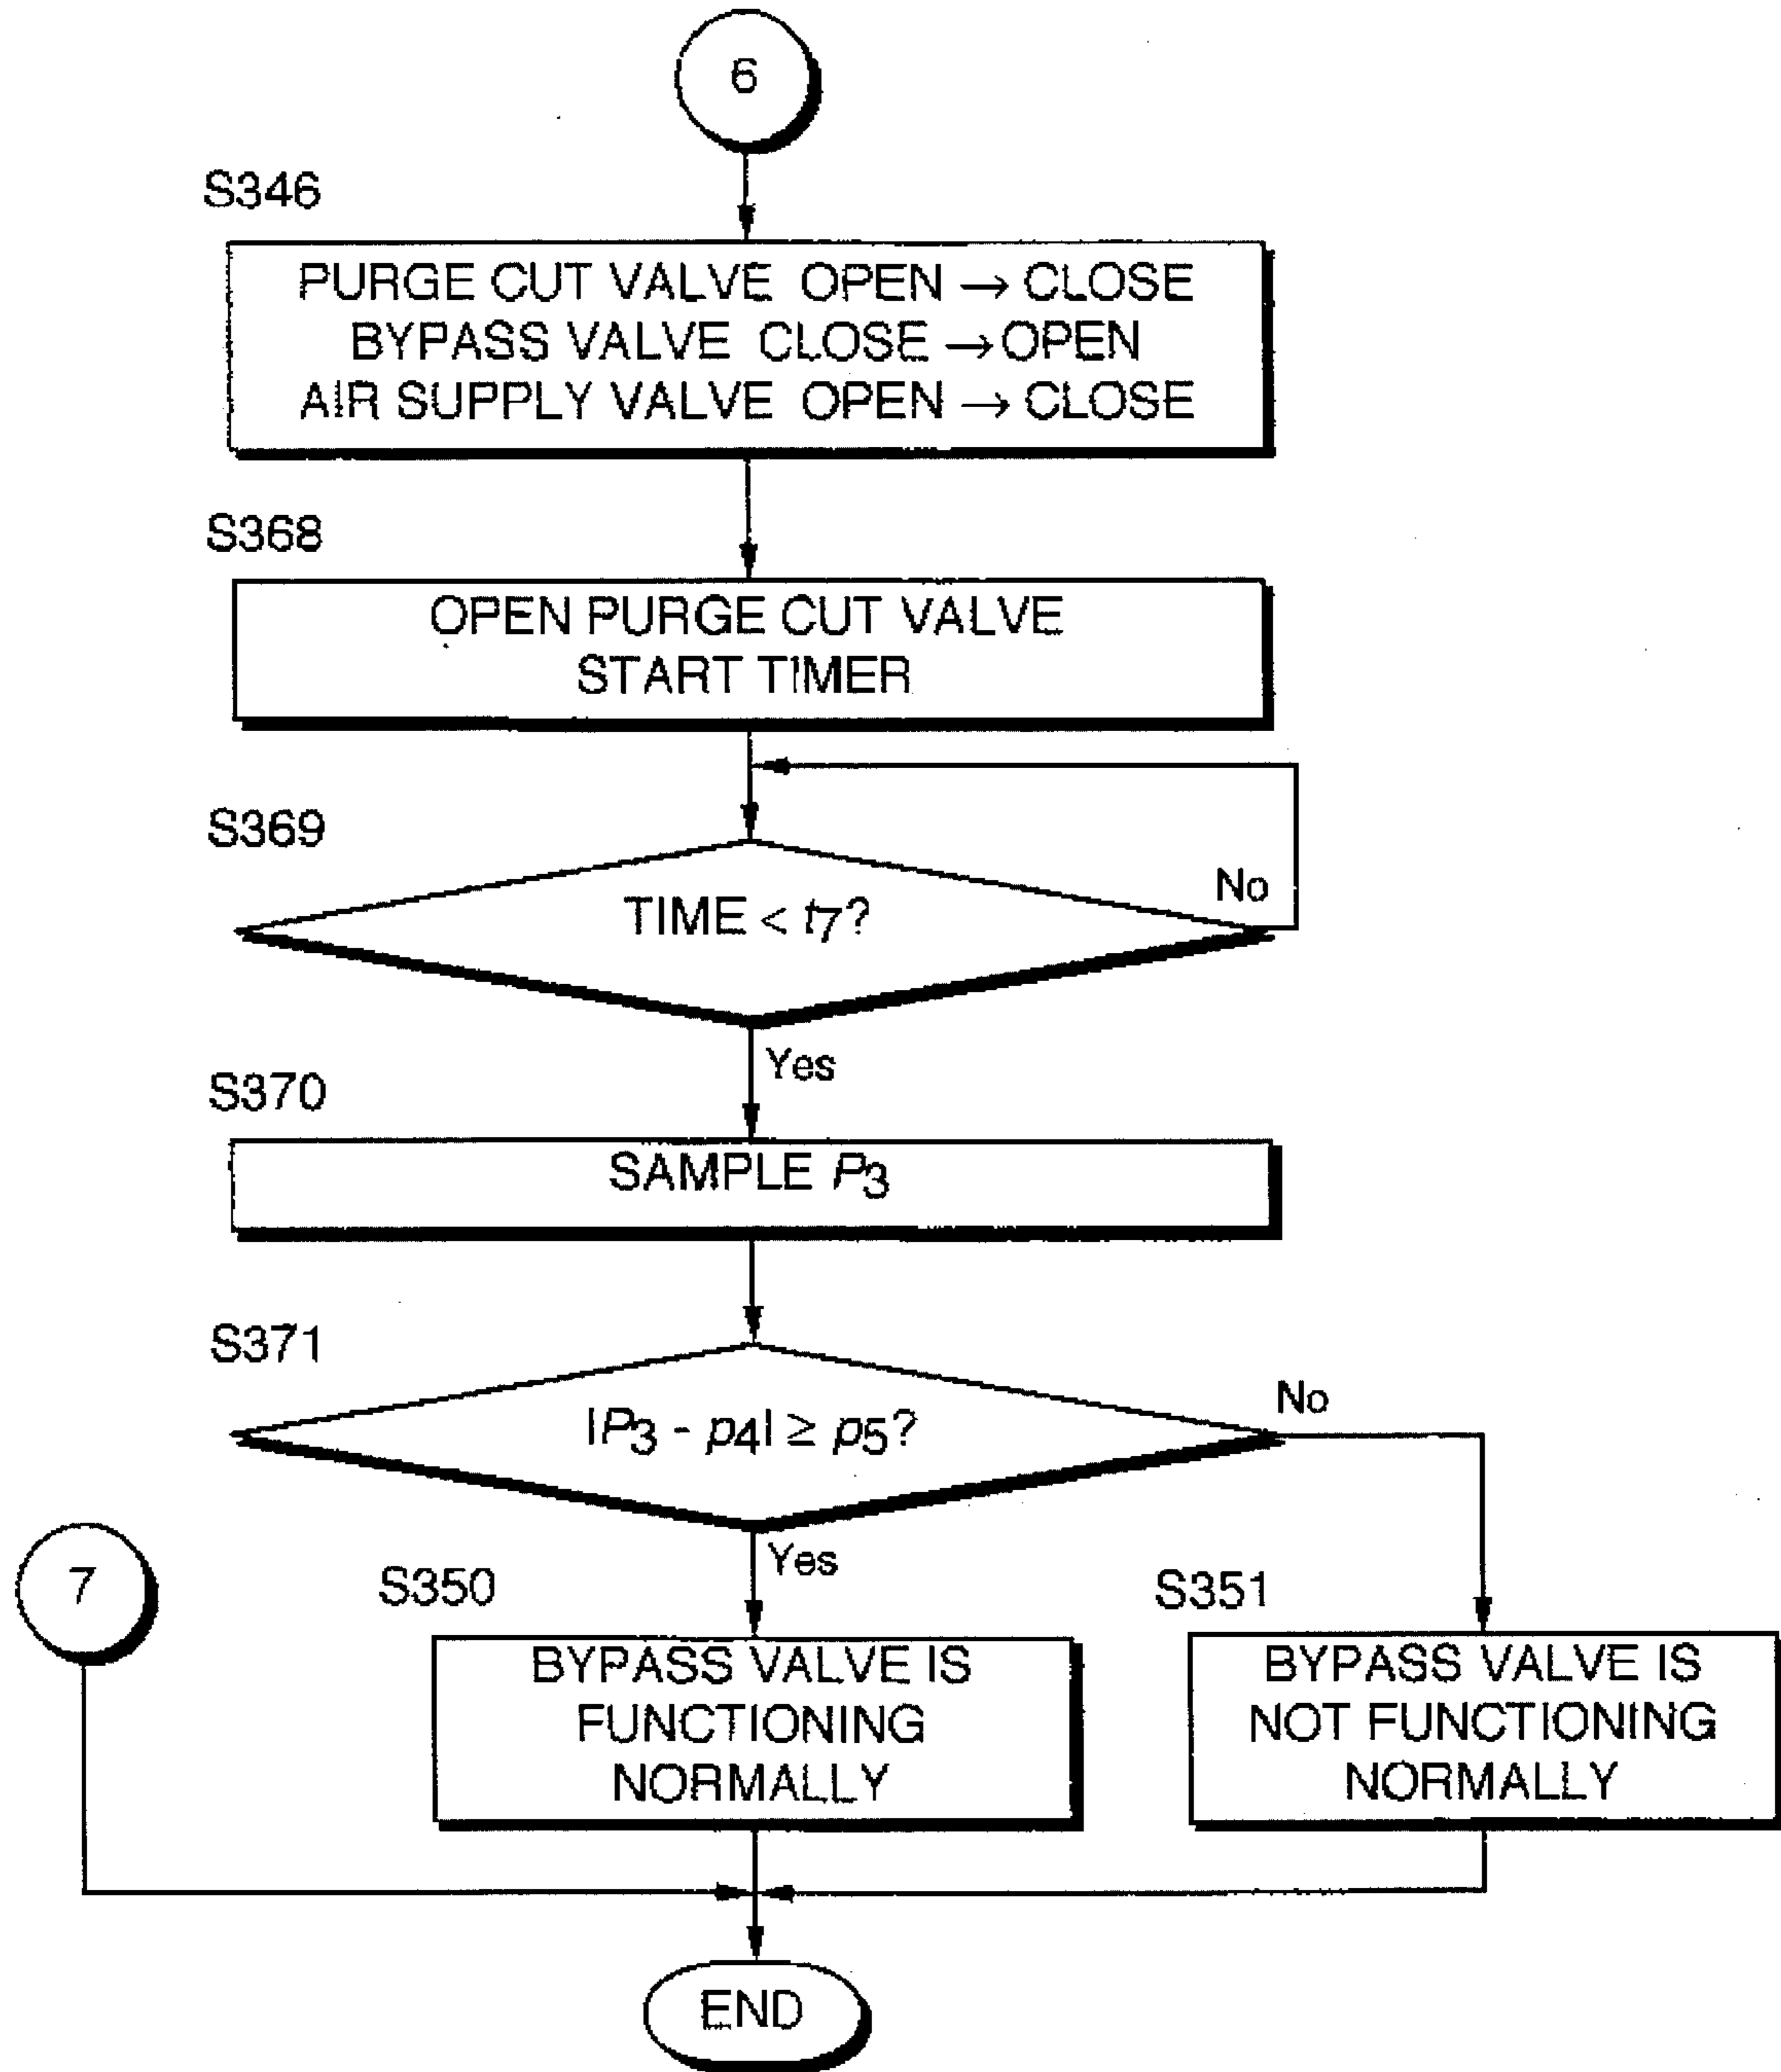 6
S346
PURGE CUT VALVE OPEN → CLOSE
BYPASS VALVE CLOSE → OPEN
AIR SUPPLY VALVE OPEN → CLOSE
S368
OPEN PURGE CUT VALVE
START TIMER
S369
TIME < t7?
No
Yes
S370
SAMPLE P3
S371
|P3 - p4| ≥ p5?
No
Yes
7
S350
BYPASS VALVE IS
FUNCTIONING
NORMALLY
S351
BYPASS VALVE IS
NOT FUNCTIONING
NORMALLY
END